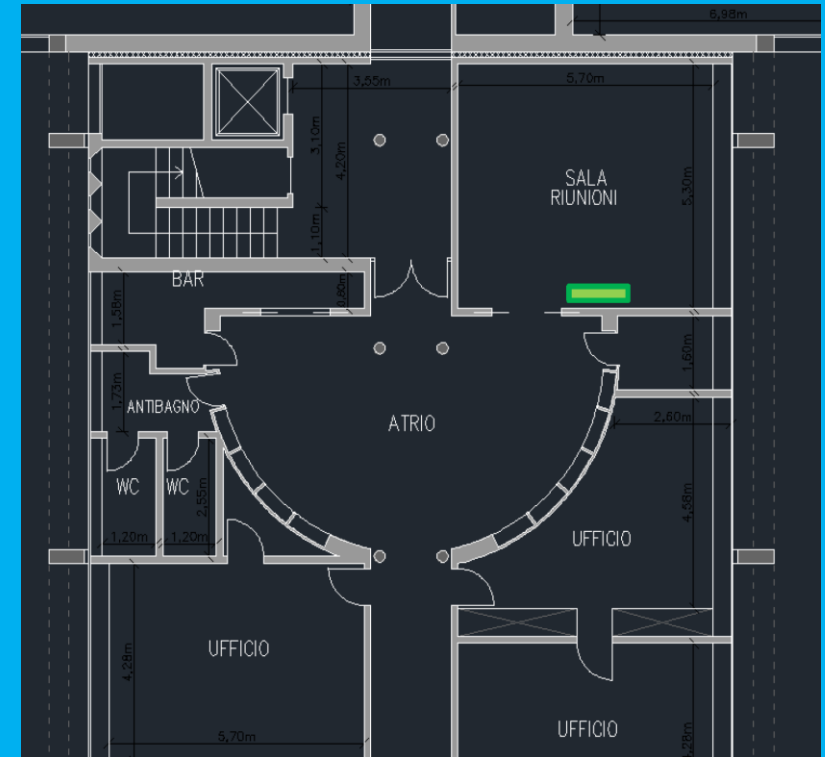 6,98m
3,55m
5,70m
3,10m
4,20m
SALA
RIUNIONI
5,30m
1,10m
BAR
0,80m
1,58m
1,60m
1,73m
ANTIBAGNO
ATRIO
2,60m
WC
WC
2,55m
4,58m
1,20m
1,20m
UFFICIO
UFFICIO
4,28m
5,70m
UFFICIO
4,28m